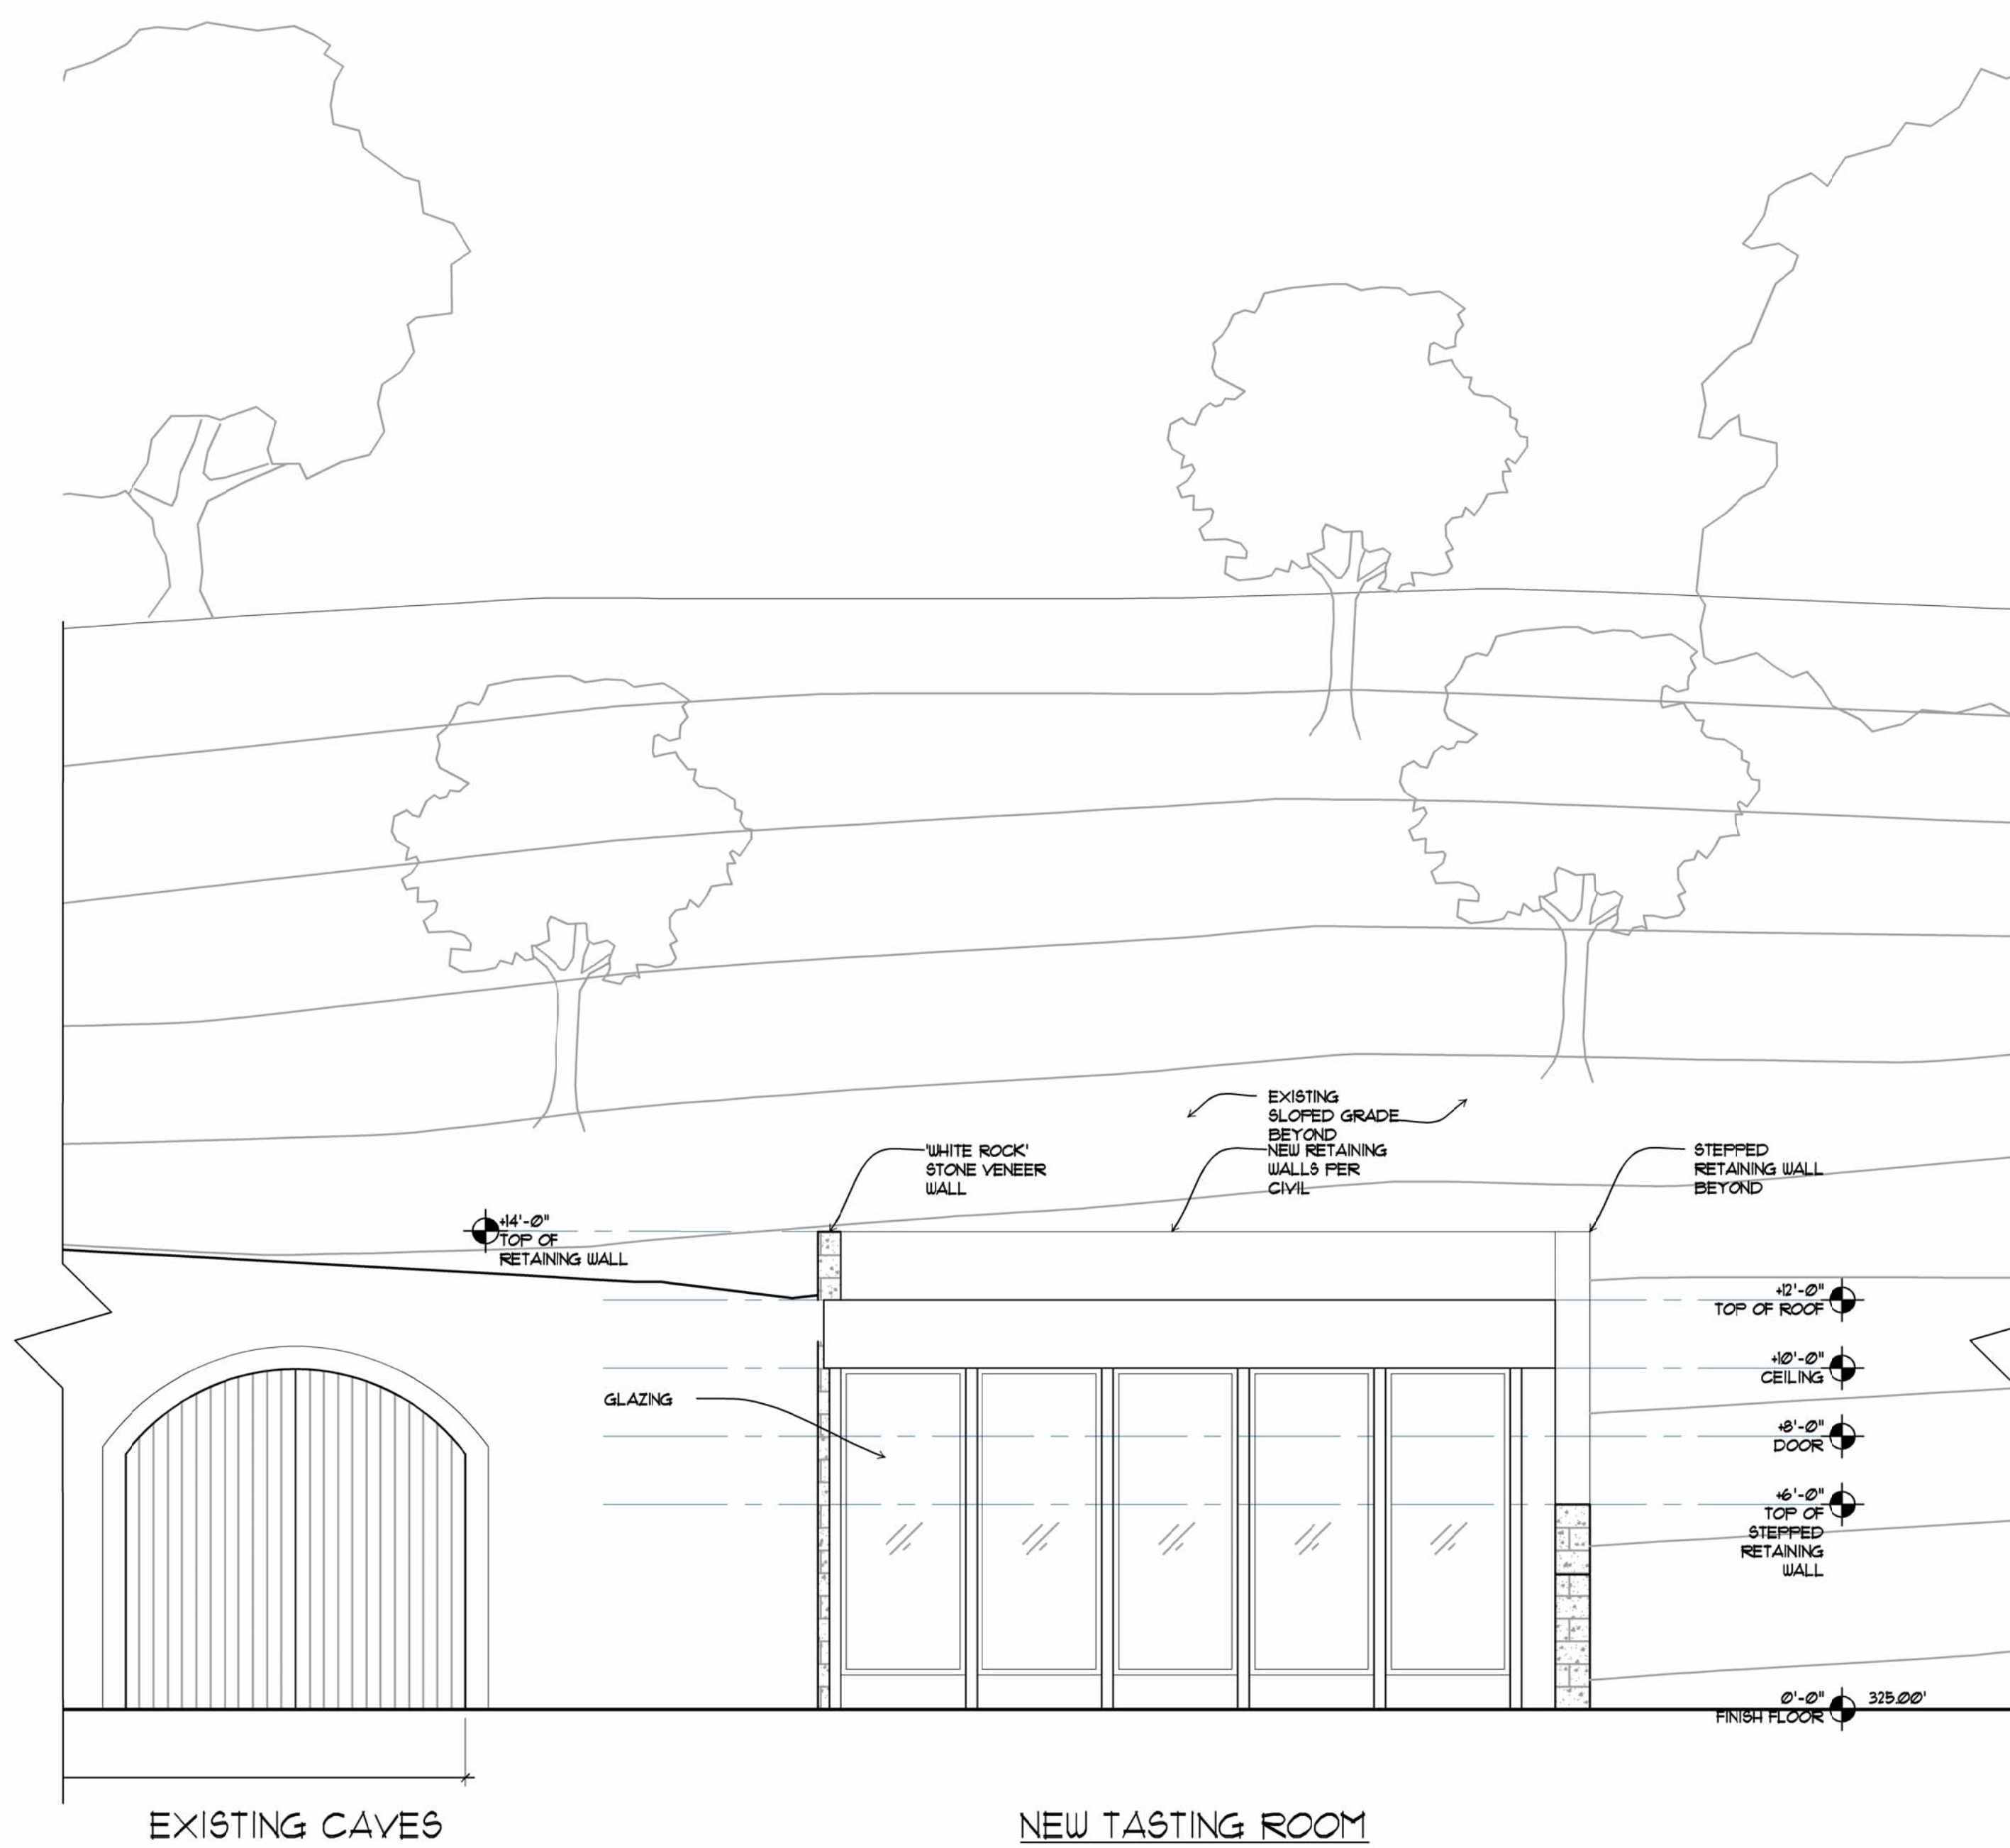 EXISTING
SLOPED GRADE
BEYOND
'WHITE ROCK'
STONE VENEER
WALL
NEW RETAINING
WALLS PER
CIVIL
STEPPED
RETAINING WALL
BEYOND
+14'-0"
TOP OF
RETAINING WALL
+12'-0"
TOP OF ROOF
+10'-0"
CEILING
GLAZING
+8'-0"
DOOR
+6'-0"
TOP OF
STEPPED
RETAINING
WALL
0'-0" 325.00'
FINISH FLOOR
EXISTING CAVES
NEW TASTING ROOM